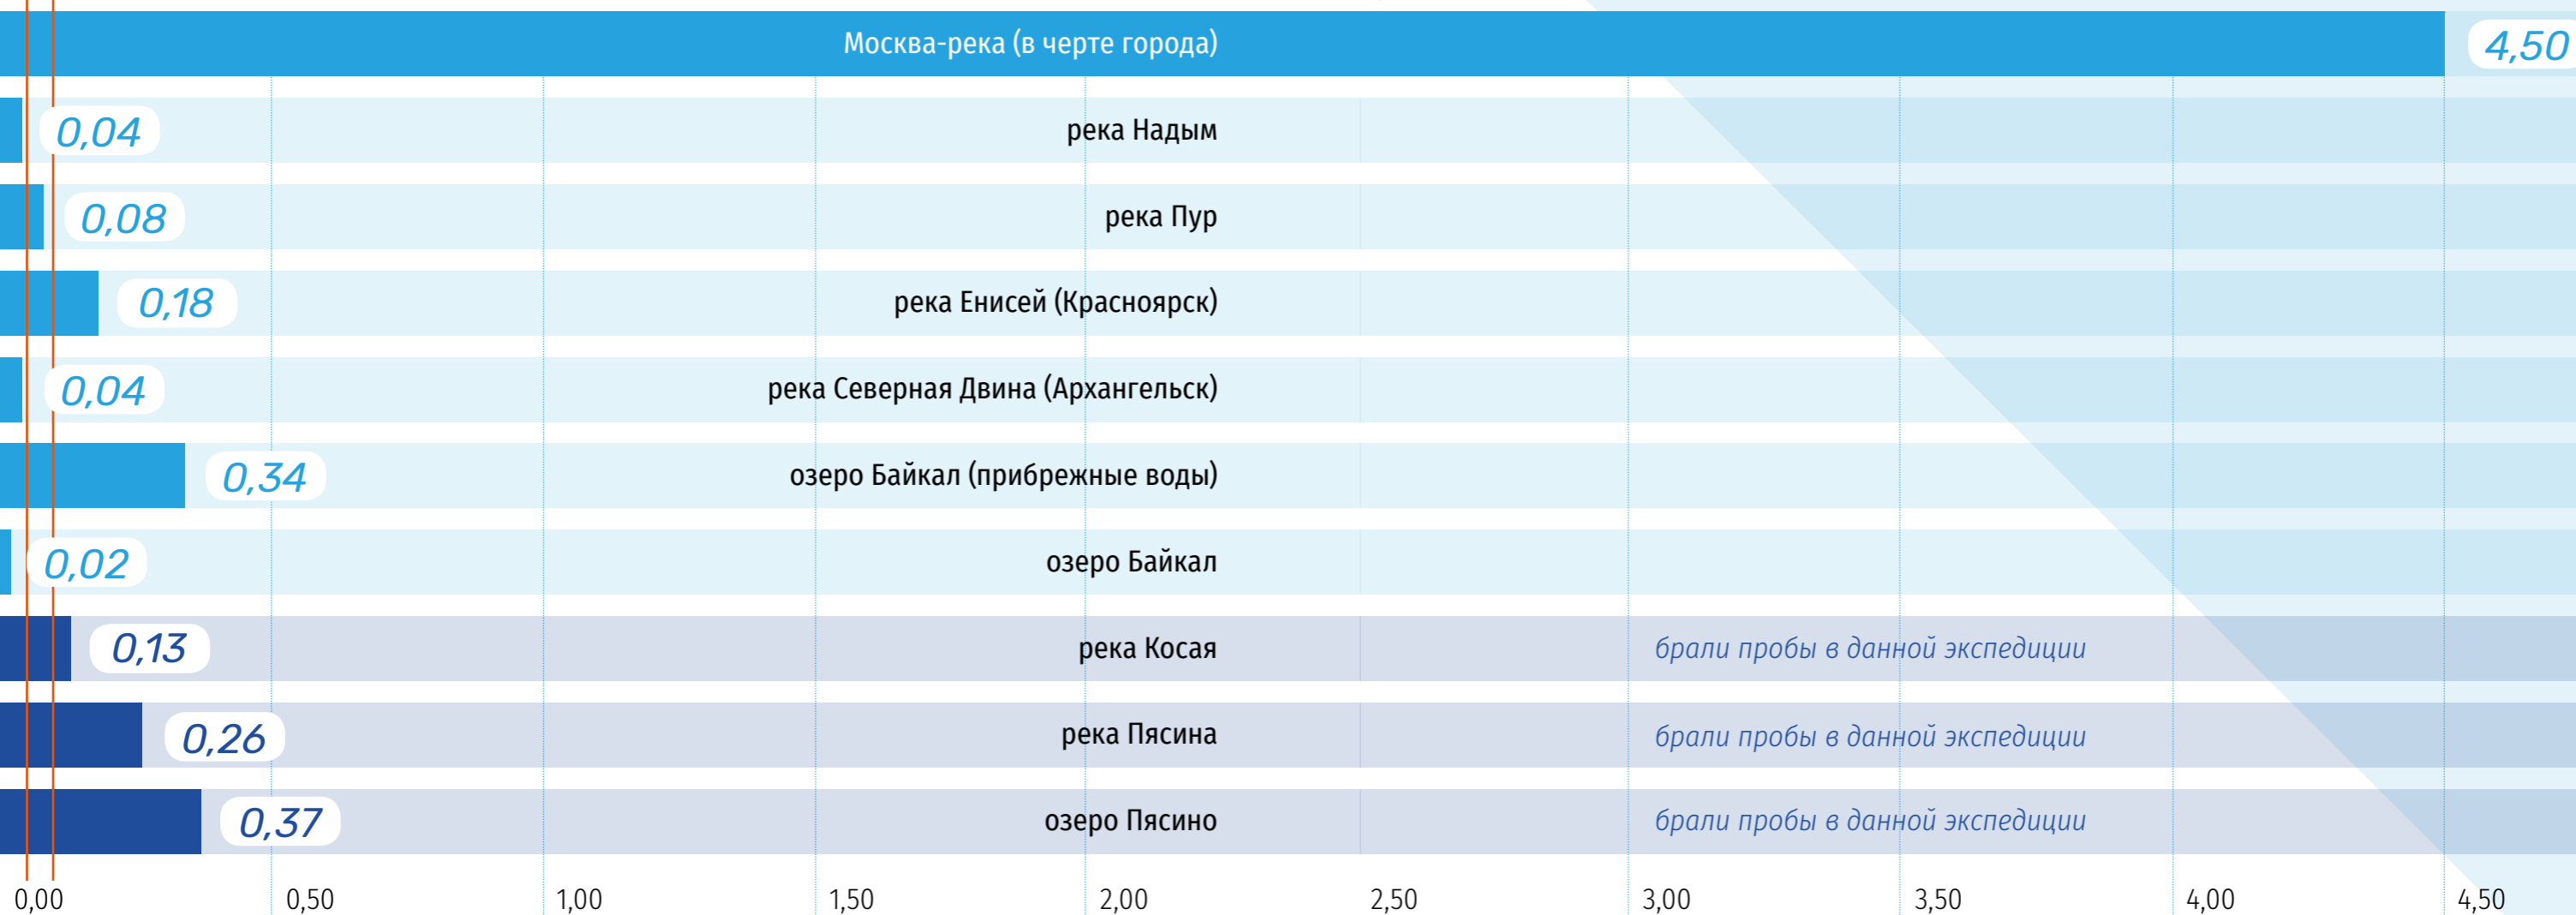 Москва-река (в черте города) 4,50
0,04 река Надым
0,08 река Пур
0,18 река Енисей (Красноярск)
0,04 река Северная Двина (Архангельск)
0,34 озеро Байкал (прибрежные воды)
0,02 озеро Байкал
0,13 река Косая брали пробы в данной экспедиции
0,26 река Пясина брали пробы в данной экспедиции
0,37 озеро Пясино брали пробы в данной экспедиции
0,00 0,50 1,00 1,50 2,00 2,50 3,00 3,50 4,00 4,50